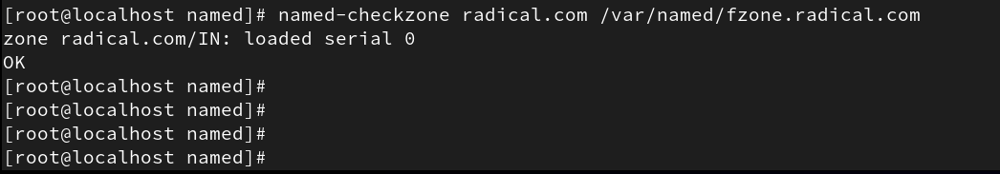 [root@localhost named]# named-checkzone radical.com /var/named/fzone.radical.com
zone radical.com/IN: loaded serial 0
OK
[root@localhost named]#
[root@localhost named]#
[root@localhost named]#
[root@localhost named]#